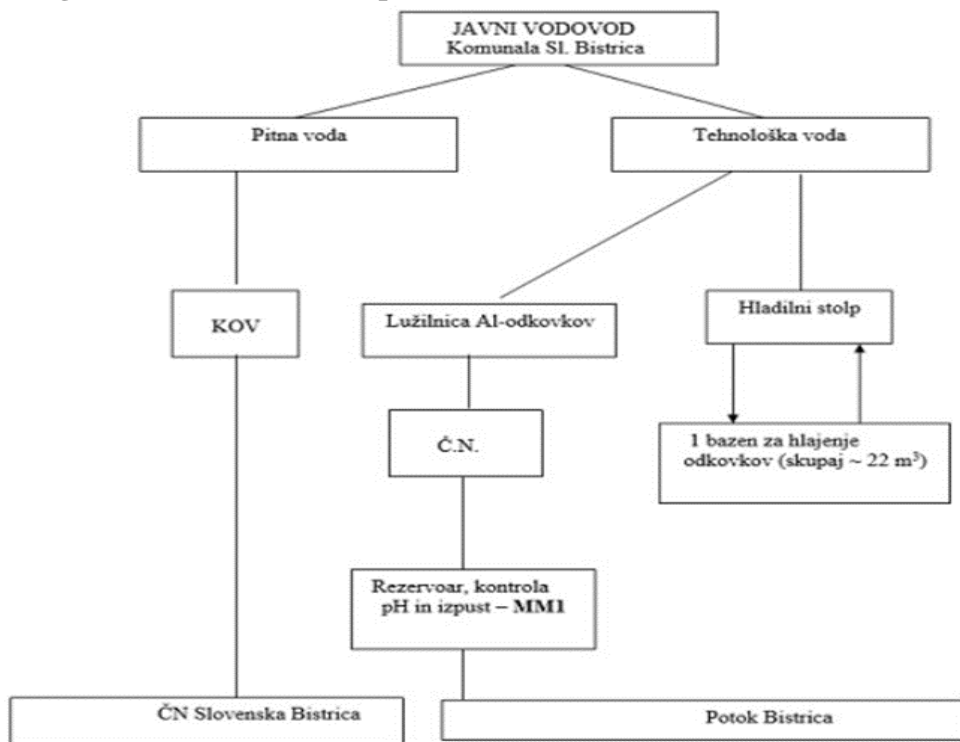 JAVNI VODOVOD
Komunala Sl. Bistrica
Pitna voda
Tehnološka voda
KOV
Lužilnica Al-odkovkov
Hladilni stolp
Č.N.
1 bazen za hlajenje
odkovkov (skupaj ~ 22 m³)
Rezervoar, kontrola
pH in izpust – MM1
ČN Slovenska Bistrica
Potok Bistrica